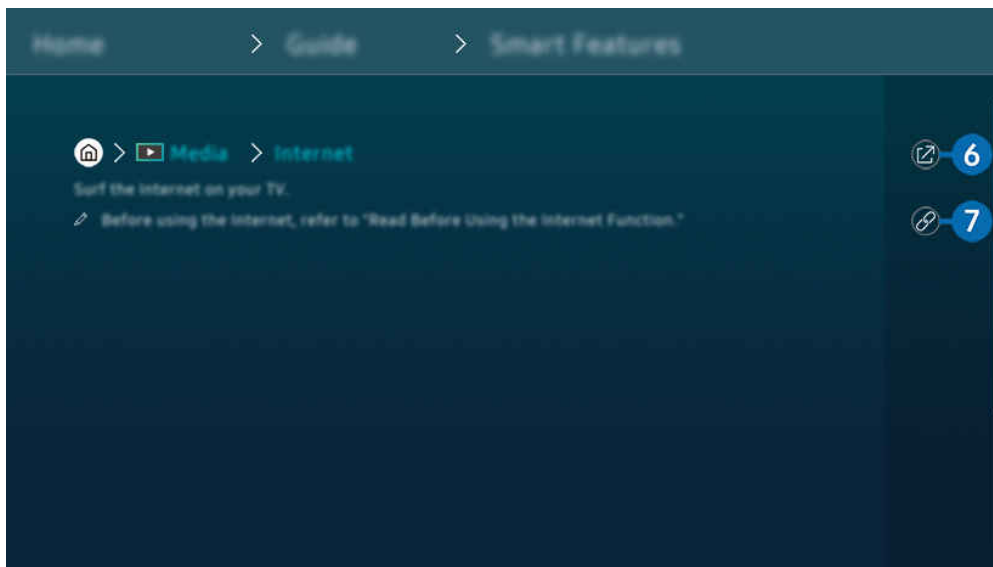 Home > Guide > Smart Features
> Media > Internet
Surf the Internet on your TV.
Before using the Internet, refer to "Read Before Using the Internet Function."
6
7